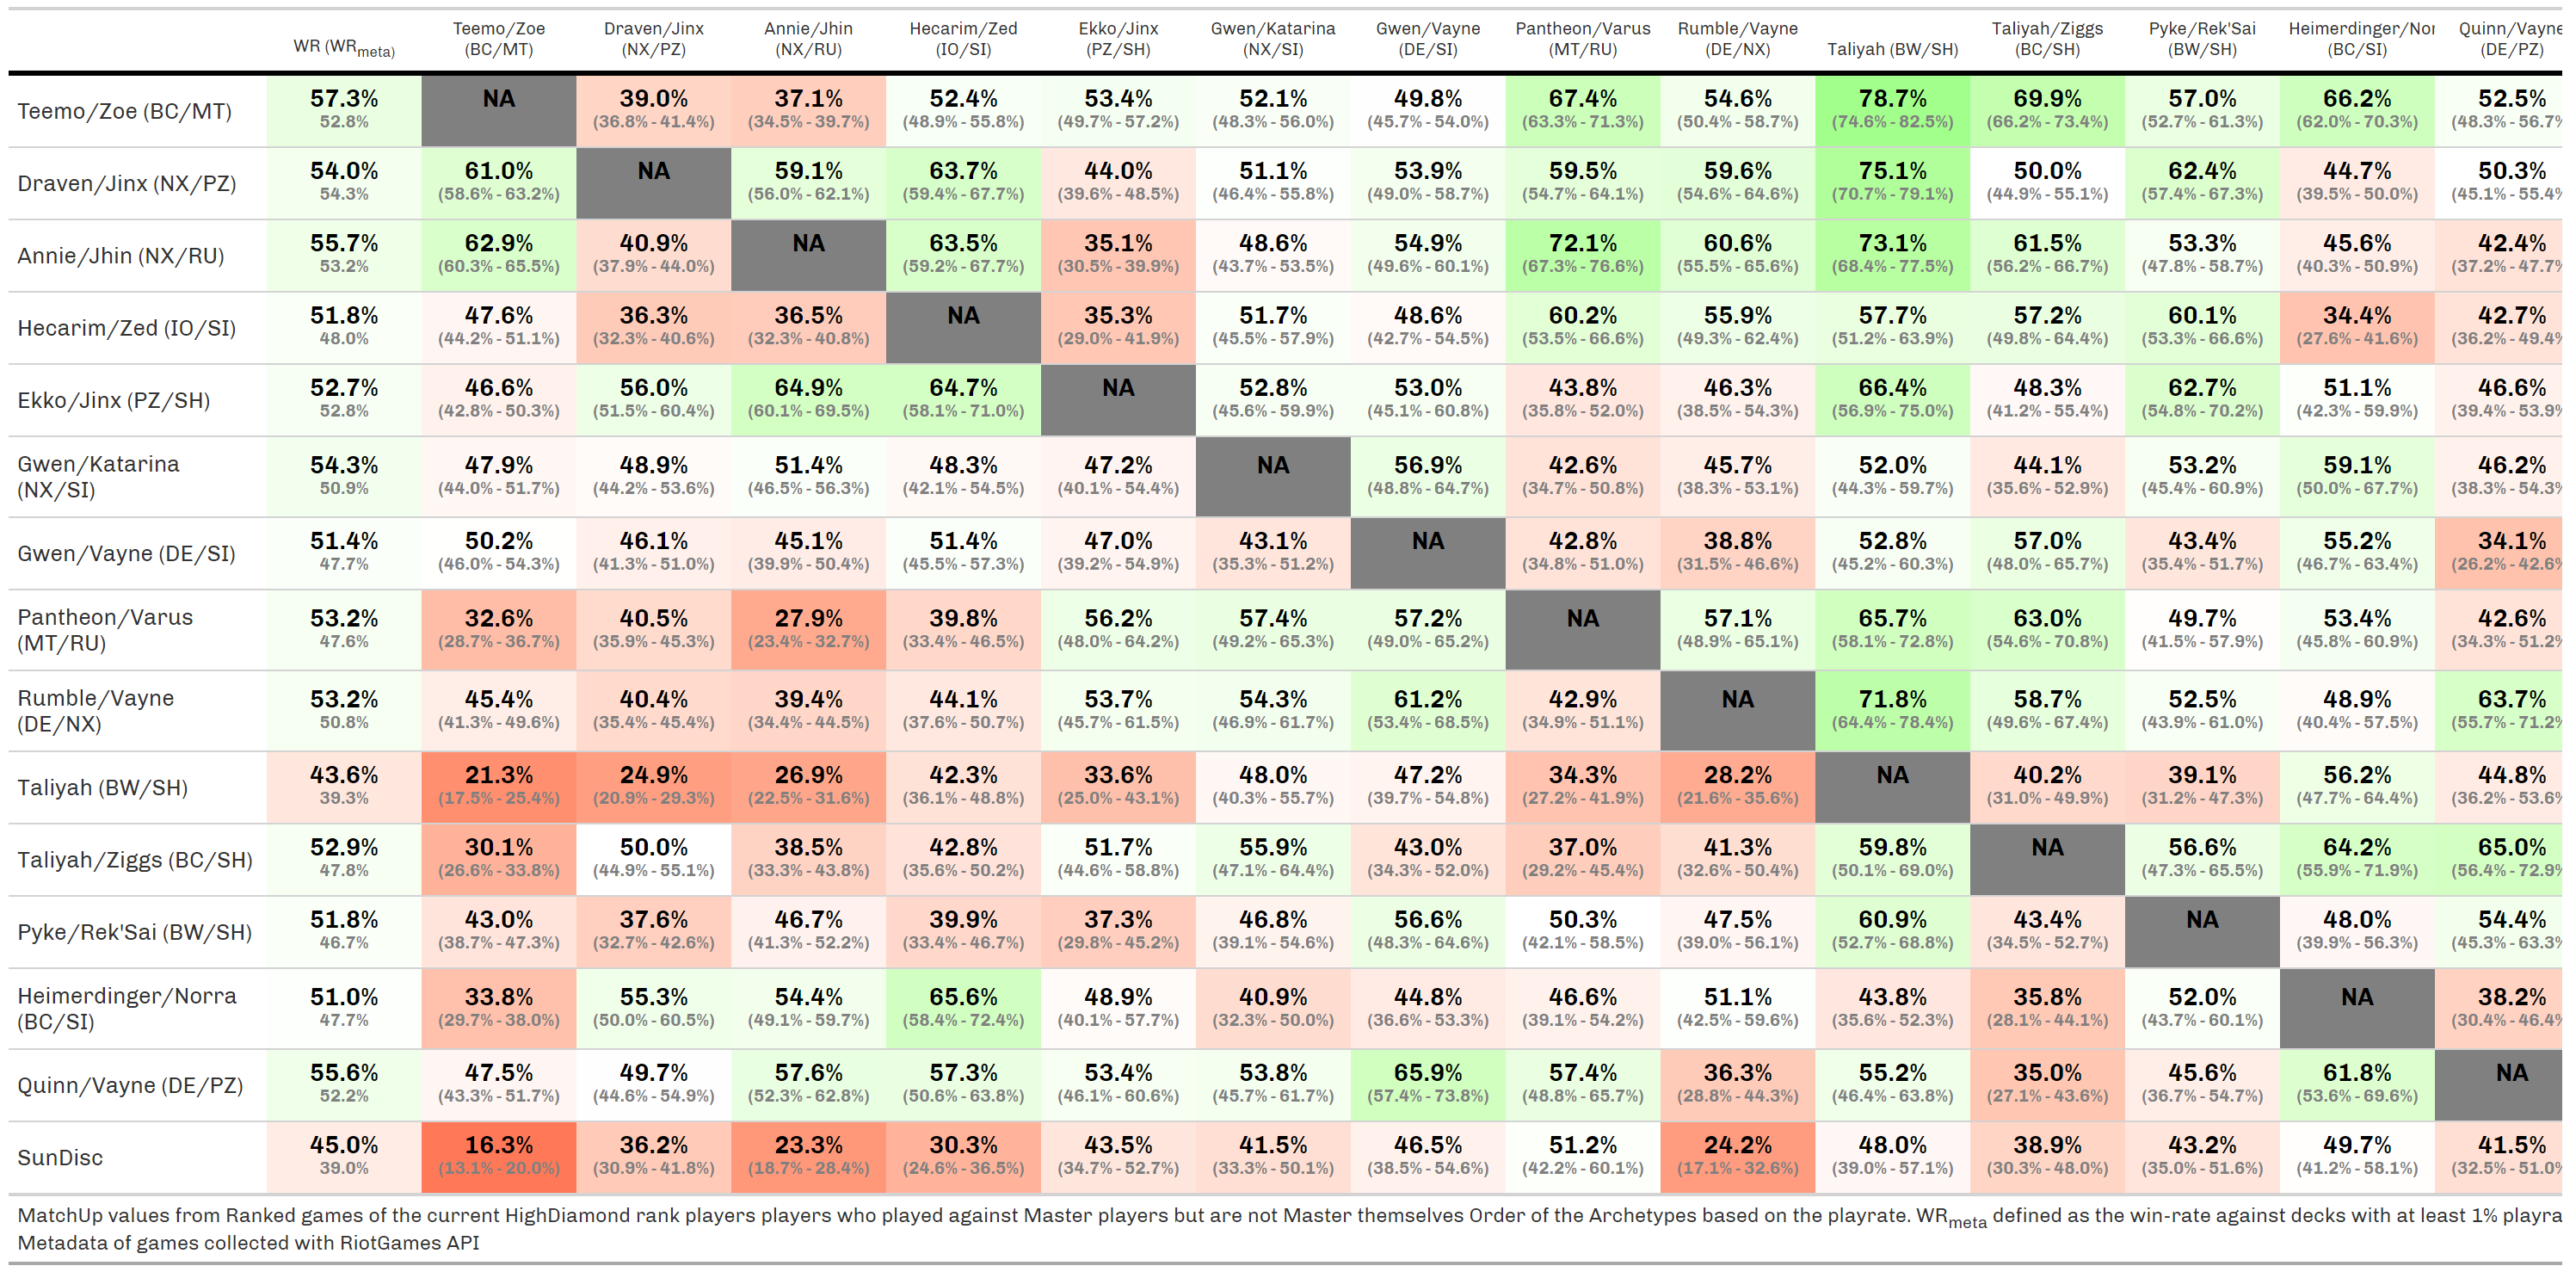 WR (WRmeta) Teemo/Zoe (BC/MT) Draven/Jinx (NX/PZ) Annie/Jhin (NX/RU) Hecarim/Zed (IO/SI) Ekko/Jinx (PZ/SH) Gwen/Katarina (NX/SI) Gwen/Vayne (DE/SI) Pantheon/Varus (MT/RU) Rumble/Vayne (DE/NX) Taliyah (BW/SH) Taliyah/Ziggs (BC/SH) Pyke/Rek'Sai (BW/SH) Heimerdinger/Nor (BC/SI) Quinn/Vayne (DE/PZ)
Teemo/Zoe (BC/MT) 57.3% NA 39.0% 37.1% 52.4% 53.4% 52.1% 49.8% 67.4% 54.6% 78.7% 69.9% 57.0% 66.2% 52.5%
52.8% (36.8% - 41.4%) (34.5% - 39.7%) (48.9% - 55.8%) (49.7% - 57.2%) (48.3% - 56.0%) (45.7% - 54.0%) (63.3% - 71.3%) (50.4% - 58.7%) (74.6% - 82.5%) (66.2% - 73.4%) (52.7% - 61.3%) (62.0% - 70.3%) (48.3% - 56.7%
Draven/Jinx (NX/PZ) 54.0% 61.0% NA 59.1% 63.7% 44.0% 51.1% 53.9% 59.5% 59.6% 75.1% 50.0% 62.4% 44.7% 50.3%
54.3% (58.6% - 63.2%) (56.0% - 62.1%) (59.4% - 67.7%) (39.6% - 48.5%) (46.4% - 55.8%) (49.0% - 58.7%) (54.7% - 64.1%) (54.6% - 64.6%) (70.7% - 79.1%) (44.9% - 55.1%) (57.4% - 67.3%) (39.5% - 50.0%) (45.1% - 55.4%
Annie/Jhin (NX/RU) 55.7% 62.9% 40.9% NA 63.5% 35.1% 48.6% 54.9% 72.1% 60.6% 73.1% 61.5% 53.3% 45.6% 42.4%
53.2% (60.3% - 65.5%) (37.9% - 44.0%) (59.2% - 67.7%) (30.5% - 39.9%) (43.7% - 53.5%) (49.6% - 60.1%) (67.3% - 76.6%) (55.5% - 65.6%) (68.4% - 77.5%) (56.2% - 66.7%) (47.8% - 58.7%) (40.3% - 50.9%) (37.2% - 47.7%
Hecarim/Zed (IO/SI) 51.8% 47.6% 36.3% 36.5% NA 35.3% 51.7% 48.6% 60.2% 55.9% 57.7% 57.2% 60.1% 34.4% 42.7%
48.0% (44.2% - 51.1%) (32.3% - 40.6%) (32.3% - 40.8%) (29.0% - 41.9%) (45.5% - 57.9%) (42.7% - 54.5%) (53.5% - 66.6%) (49.3% - 62.4%) (51.2% - 63.9%) (49.8% - 64.4%) (53.3% - 66.6%) (27.6% - 41.6%) (36.2% - 49.4%
Ekko/Jinx (PZ/SH) 52.7% 46.6% 56.0% 64.9% 64.7% NA 52.8% 53.0% 43.8% 46.3% 66.4% 48.3% 62.7% 51.1% 46.6%
52.8% (42.8% - 50.3%) (51.5% - 60.4%) (60.1% - 69.5%) (58.1% - 71.0%) (45.6% - 59.9%) (45.1% - 60.8%) (35.8% - 52.0%) (38.5% - 54.3%) (56.9% - 75.0%) (41.2% - 55.4%) (54.8% - 70.2%) (42.3% - 59.9%) (39.4% - 53.9%
Gwen/Katarina (NX/SI) 54.3% 47.9% 48.9% 51.4% 48.3% 47.2% NA 56.9% 42.6% 45.7% 52.0% 44.1% 53.2% 59.1% 46.2%
50.9% (44.0% - 51.7%) (44.2% - 53.6%) (46.5% - 56.3%) (42.1% - 54.5%) (40.1% - 54.4%) (48.8% - 64.7%) (34.7% - 50.8%) (38.3% - 53.1%) (44.3% - 59.7%) (35.6% - 52.9%) (45.4% - 60.9%) (50.0% - 67.7%) (38.3% - 54.3%
Gwen/Vayne (DE/SI) 51.4% 50.2% 46.1% 45.1% 51.4% 47.0% 43.1% NA 42.8% 38.8% 52.8% 57.0% 43.4% 55.2% 34.1%
47.7% (46.0% - 54.3%) (41.3% - 51.0%) (39.9% - 50.4%) (45.5% - 57.3%) (39.2% - 54.9%) (35.3% - 51.2%) (34.8% - 51.0%) (31.5% - 46.6%) (45.2% - 60.3%) (48.0% - 65.7%) (35.4% - 51.7%) (46.7% - 63.4%) (26.2% - 42.6%
Pantheon/Varus (MT/RU) 53.2% 32.6% 40.5% 27.9% 39.8% 56.2% 57.4% 57.2% NA 57.1% 65.7% 63.0% 49.7% 53.4% 42.6%
47.6% (28.7% - 36.7%) (35.9% - 45.3%) (23.4% - 32.7%) (33.4% - 46.5%) (48.0% - 64.2%) (49.2% - 65.3%) (49.0% - 65.2%) (48.9% - 65.1%) (58.1% - 72.8%) (54.6% - 70.8%) (41.5% - 57.9%) (45.8% - 60.9%) (34.3% - 51.2%
Rumble/Vayne (DE/NX) 53.2% 45.4% 40.4% 39.4% 44.1% 53.7% 54.3% 61.2% 42.9% NA 71.8% 58.7% 52.5% 48.9% 63.7%
50.8% (41.3% - 49.6%) (35.4% - 45.4%) (34.4% - 44.5%) (37.6% - 50.7%) (45.7% - 61.5%) (46.9% - 61.7%) (53.4% - 68.5%) (34.9% - 51.1%) (64.4% - 78.4%) (49.6% - 67.4%) (43.9% - 61.0%) (40.4% - 57.5%) (55.7% - 71.2%
Taliyah (BW/SH) 43.6% 21.3% 24.9% 26.9% 42.3% 33.6% 48.0% 47.2% 34.3% 28.2% NA 40.2% 39.1% 56.2% 44.8%
39.3% (17.5% - 25.4%) (20.9% - 29.3%) (22.5% - 31.6%) (36.1% - 48.8%) (25.0% - 43.1%) (40.3% - 55.7%) (39.7% - 54.8%) (27.2% - 41.9%) (21.6% - 35.6%) (31.0% - 49.9%) (31.2% - 47.3%) (47.7% - 64.4%) (36.2% - 53.6%
Taliyah/Ziggs (BC/SH) 52.9% 30.1% 50.0% 38.5% 42.8% 51.7% 55.9% 43.0% 37.0% 41.3% 59.8% NA 56.6% 64.2% 65.0%
47.8% (26.6% - 33.8%) (44.9% - 55.1%) (33.3% - 43.8%) (35.6% - 50.2%) (44.6% - 58.8%) (47.1% - 64.4%) (34.3% - 52.0%) (29.2% - 45.4%) (32.6% - 50.4%) (50.1% - 69.0%) (47.3% - 65.5%) (55.9% - 71.9%) (56.4% - 72.9%
Pyke/Rek'Sai (BW/SH) 51.8% 43.0% 37.6% 46.7% 39.9% 37.3% 46.8% 56.6% 50.3% 47.5% 60.9% 43.4% NA 48.0% 54.4%
46.7% (38.7% - 47.3%) (32.7% - 42.6%) (41.3% - 52.2%) (33.4% - 46.7%) (29.8% - 45.2%) (39.1% - 54.6%) (48.3% - 64.6%) (42.1% - 58.5%) (39.0% - 56.1%) (52.7% - 68.8%) (34.5% - 52.7%) (39.9% - 56.3%) (45.3% - 63.3%
Heimerdinger/Norra (BC/SI) 51.0% 33.8% 55.3% 54.4% 65.6% 48.9% 40.9% 44.8% 46.6% 51.1% 43.8% 35.8% 52.0% NA 38.2%
47.7% (29.7% - 38.0%) (50.0% - 60.5%) (49.1% - 59.7%) (58.4% - 72.4%) (40.1% - 57.7%) (32.3% - 50.0%) (36.6% - 53.3%) (39.1% - 54.2%) (42.5% - 59.6%) (35.6% - 52.3%) (28.1% - 44.1%) (43.7% - 60.1%) (30.4% - 46.4%
Quinn/Vayne (DE/PZ) 55.6% 47.5% 49.7% 57.6% 57.3% 53.4% 53.8% 65.9% 57.4% 36.3% 55.2% 35.0% 45.6% 61.8% NA
52.2% (43.3% - 51.7%) (44.6% - 54.9%) (52.3% - 62.8%) (50.6% - 63.8%) (46.1% - 60.6%) (45.7% - 61.7%) (57.4% - 73.8%) (48.8% - 65.7%) (28.8% - 44.3%) (46.4% - 63.8%) (27.1% - 43.6%) (36.7% - 54.7%) (53.6% - 69.6%)
SunDisc 45.0% 16.3% 36.2% 23.3% 30.3% 43.5% 41.5% 46.5% 51.2% 24.2% 48.0% 38.9% 43.2% 49.7% 41.5%
39.0% (13.1% - 20.0%) (30.9% - 41.8%) (18.7% - 28.4%) (24.6% - 36.5%) (34.7% - 52.7%) (33.3% - 50.1%) (38.5% - 54.6%) (42.2% - 60.1%) (17.1% - 32.6%) (39.0% - 57.1%) (30.3% - 48.0%) (35.0% - 51.6%) (41.2% - 58.1%) (32.5% - 51.0%
MatchUp values from Ranked games of the current HighDiamond rank players players who played against Master players but are not Master themselves Order of the Archetypes based on the playrate. WRmeta defined as the win-rate against decks with at least 1% playra
Metadata of games collected with RiotGames API